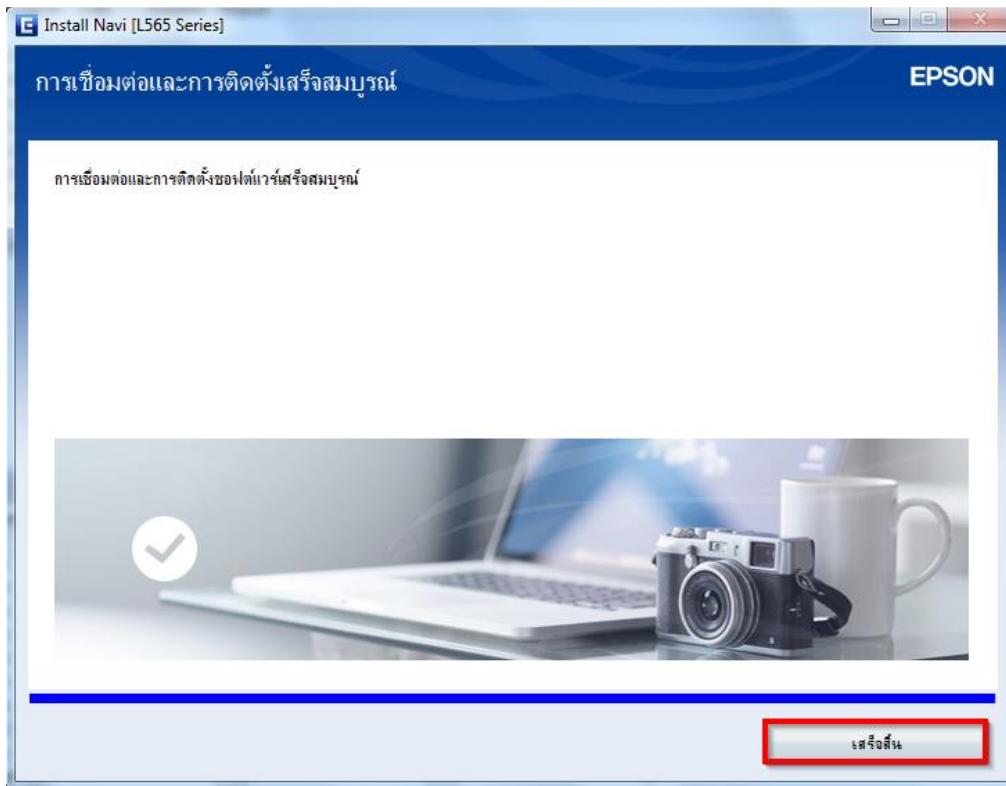 Install Navi [L565 Series]
การเชื่อมต่อและการติดตั้งเสร็จสมบูรณ์
EPSON
การเชื่อมต่อและการติดตั้งซอฟต์แวร์เสร็จสมบูรณ์
เสร็จสิ้น